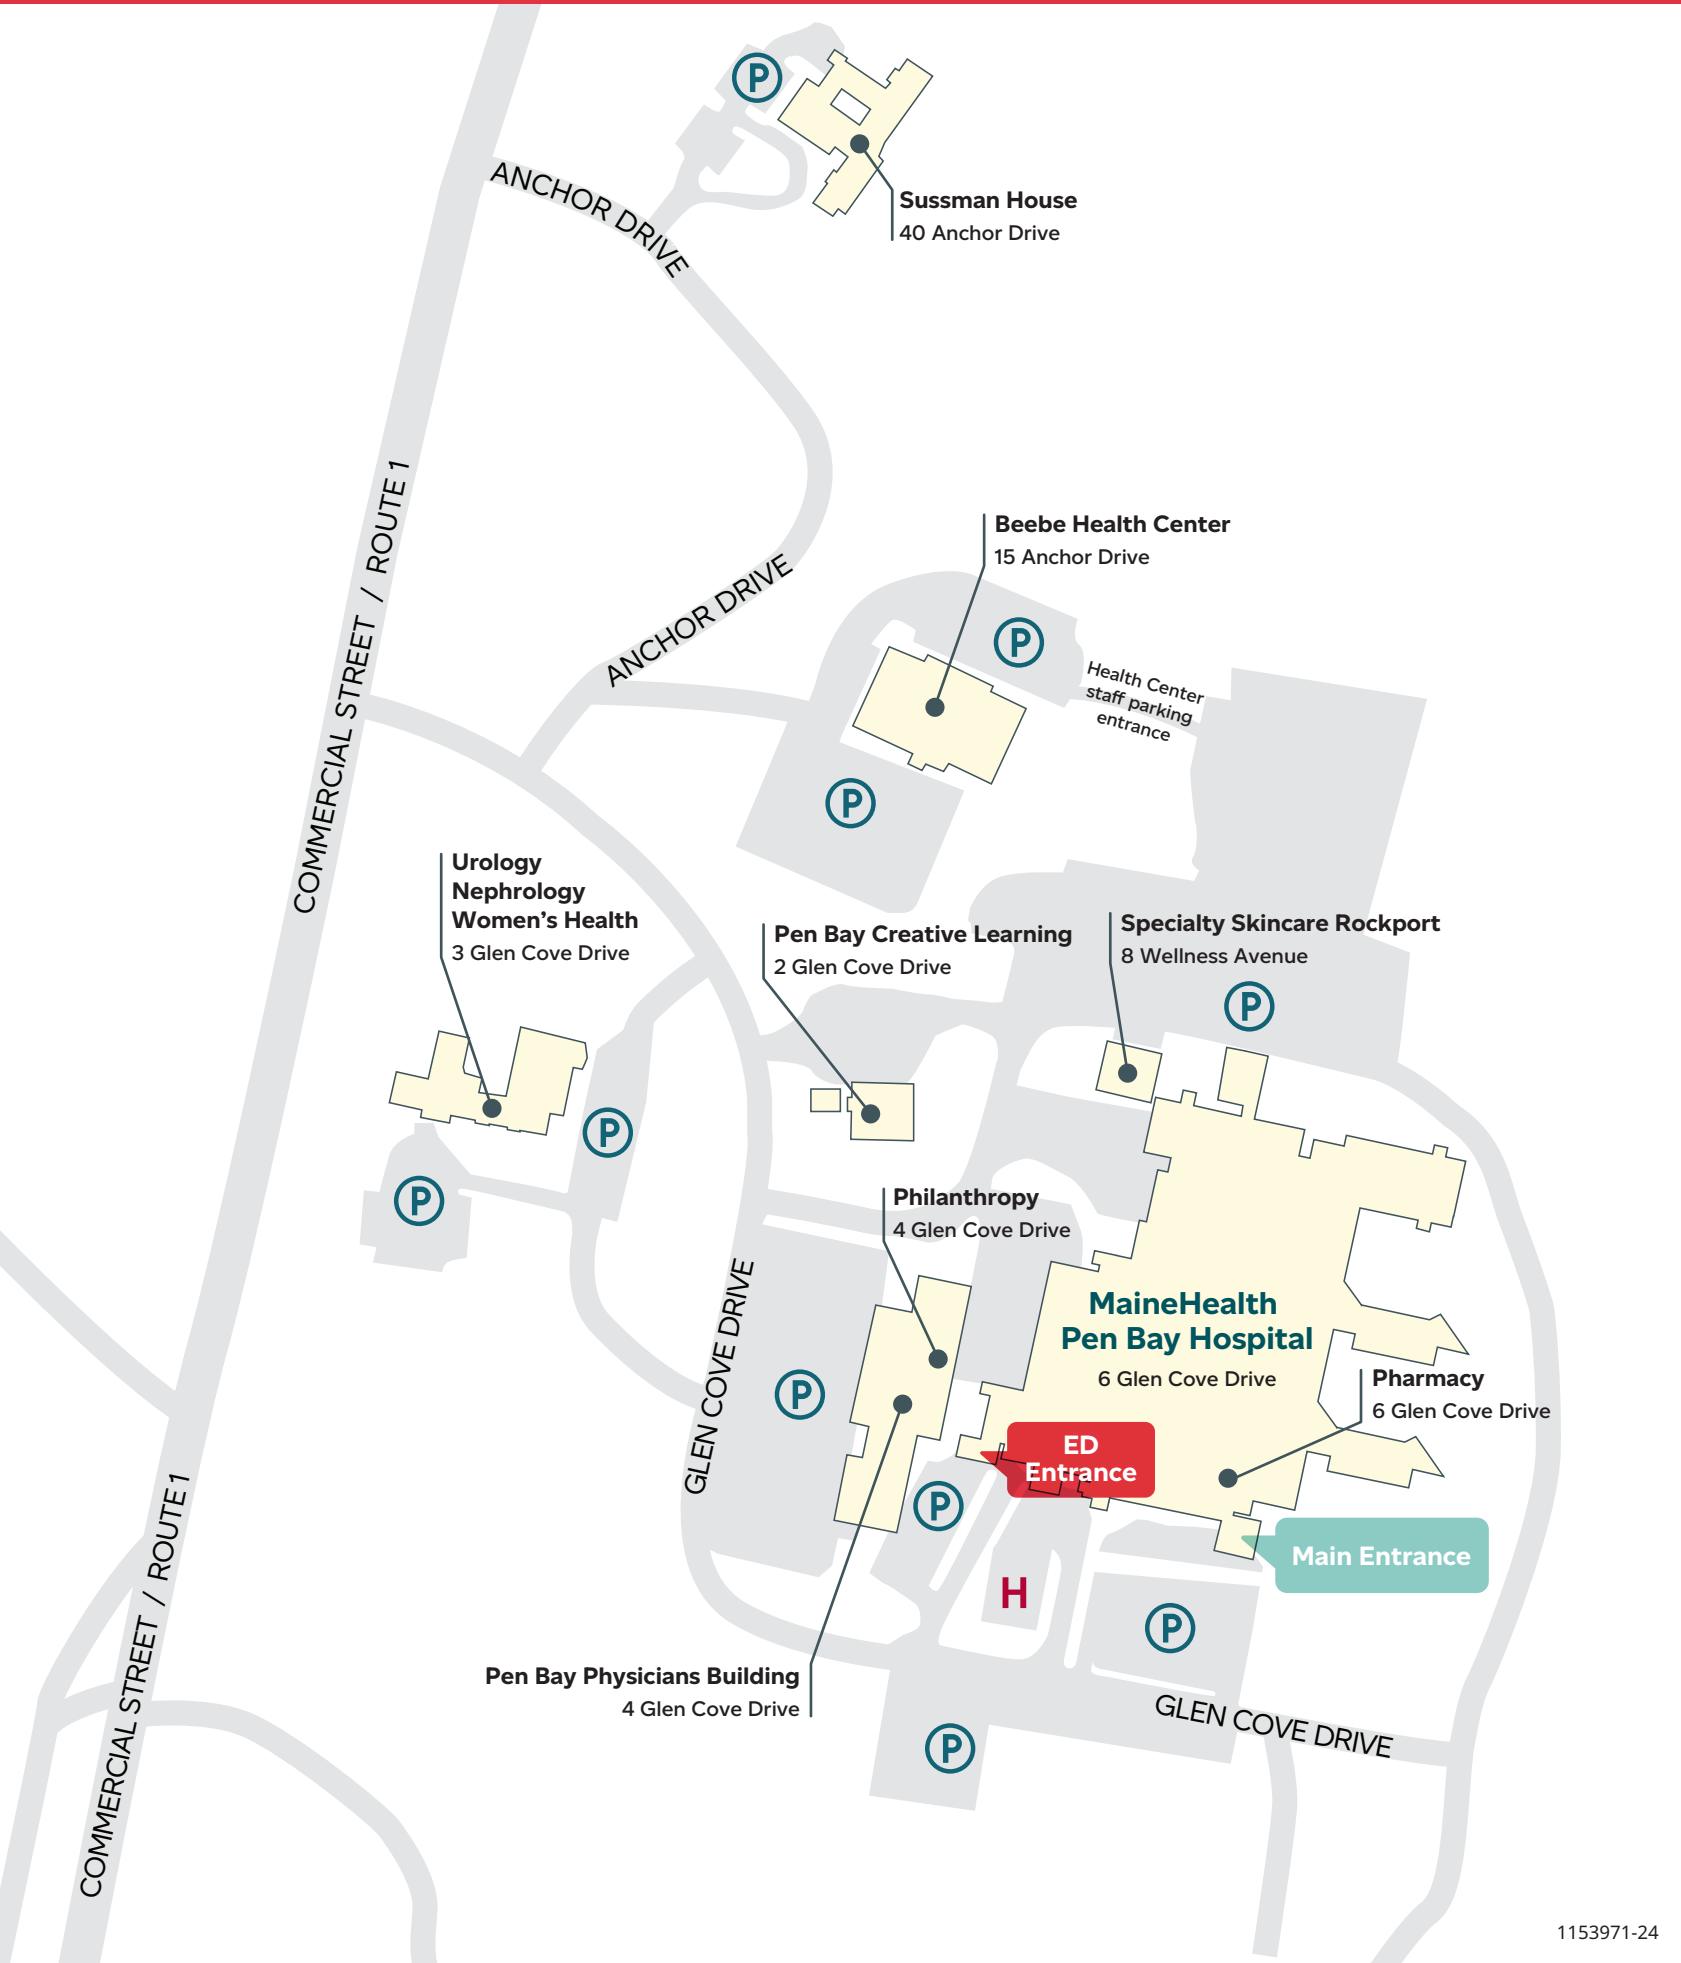 P
Sussman House
40 Anchor Drive
ANCHOR DRIVE
COMMERCIAL STREET / ROUTE 1
Beebe Health Center
15 Anchor Drive
ANCHOR DRIVE
P
Health Center
staff parking
entrance
P
Urology
Nephrology
Women’s Health
3 Glen Cove Drive
Pen Bay Creative Learning
2 Glen Cove Drive
Specialty Skincare Rockport
8 Wellness Avenue
P
P
P
Philanthropy
4 Glen Cove Drive
GLEN COVE DRIVE
MaineHealth
Pen Bay Hospital
6 Glen Cove Drive
P
Pharmacy
6 Glen Cove Drive
ED
Entrance
P
Main Entrance
H
P
COMMERCIAL STREET / ROUTE 1
Pen Bay Physicians Building
4 Glen Cove Drive
GLEN COVE DRIVE
P
1153971-24